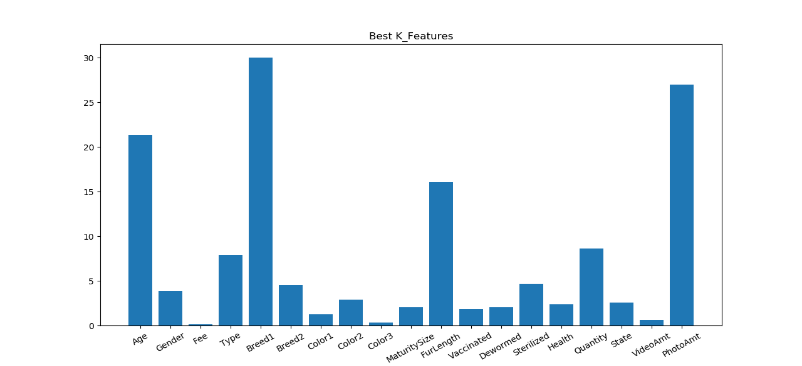 Best K_Features
30
25
20
15
10
5
0
Age
Gender
Fee
Type
Breed1
Breed2
Color1
Color2
Color3
MaturitySize
FurLength
Vaccinated
Dewormed
Sterilized
Health
Quantity
State
VideoAmt
PhotoAmt